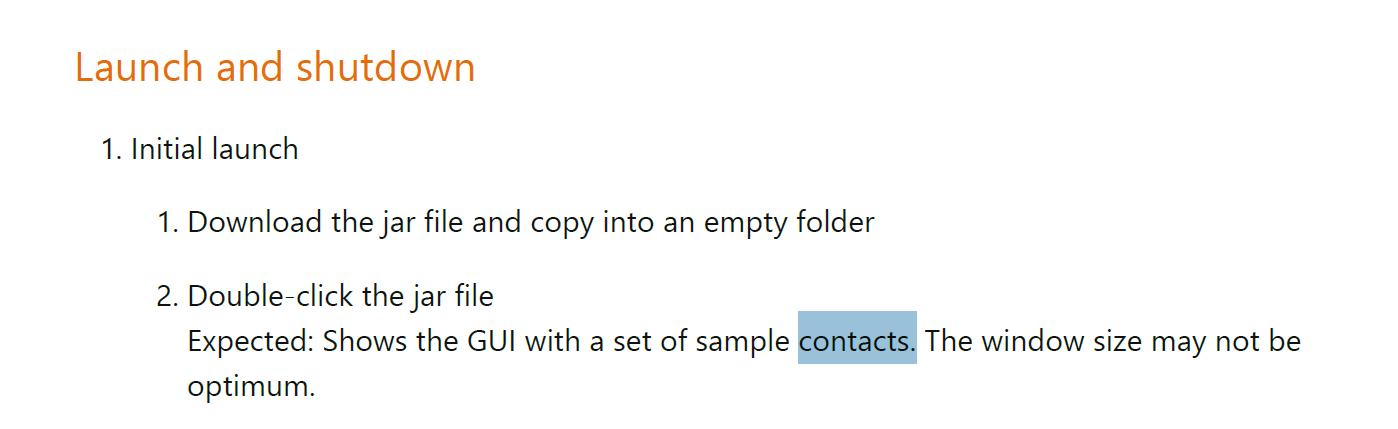 Launch and shutdown
1. Initial launch
1. Download the jar file and copy into an empty folder
2. Double-click the jar file
Expected: Shows the GUI with a set of sample contacts. The window size may not be
optimum.